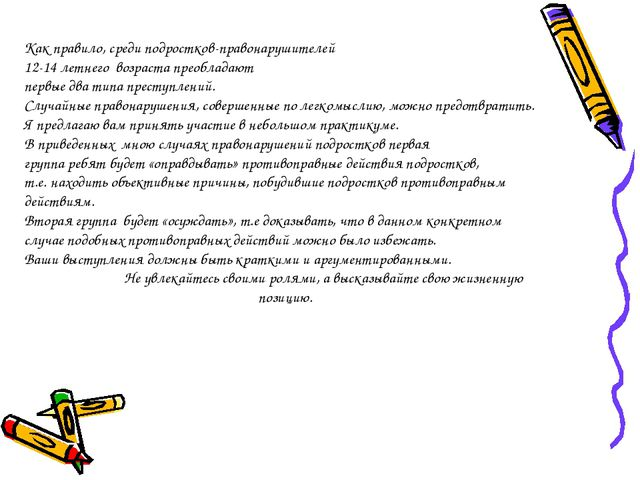 Как правило, среди подростков-правонарушителей
12-14 летнего возраста преобладают
первые два типа преступлений.
Случайные правонарушения, совершенные по легкомыслию, можно предотвратить.
Я предлагаю вам принять участие в небольшом практикуме.
В приведенных мною случаях правонарушений подростков первая
группа ребят будет «оправдывать» противоправные действия подростков,
т.е. находить объективные причины, побудившие подростков противоправным
действиям.
Вторая группа будет «осуждать», т.е доказывать, что в данном конкретном
случае подобных противоправных действий можно было избежать.
Ваши выступления должны быть краткими и аргументированными.
Не увлекайтесь своими ролями, а высказывайте свою жизненную
позицию.